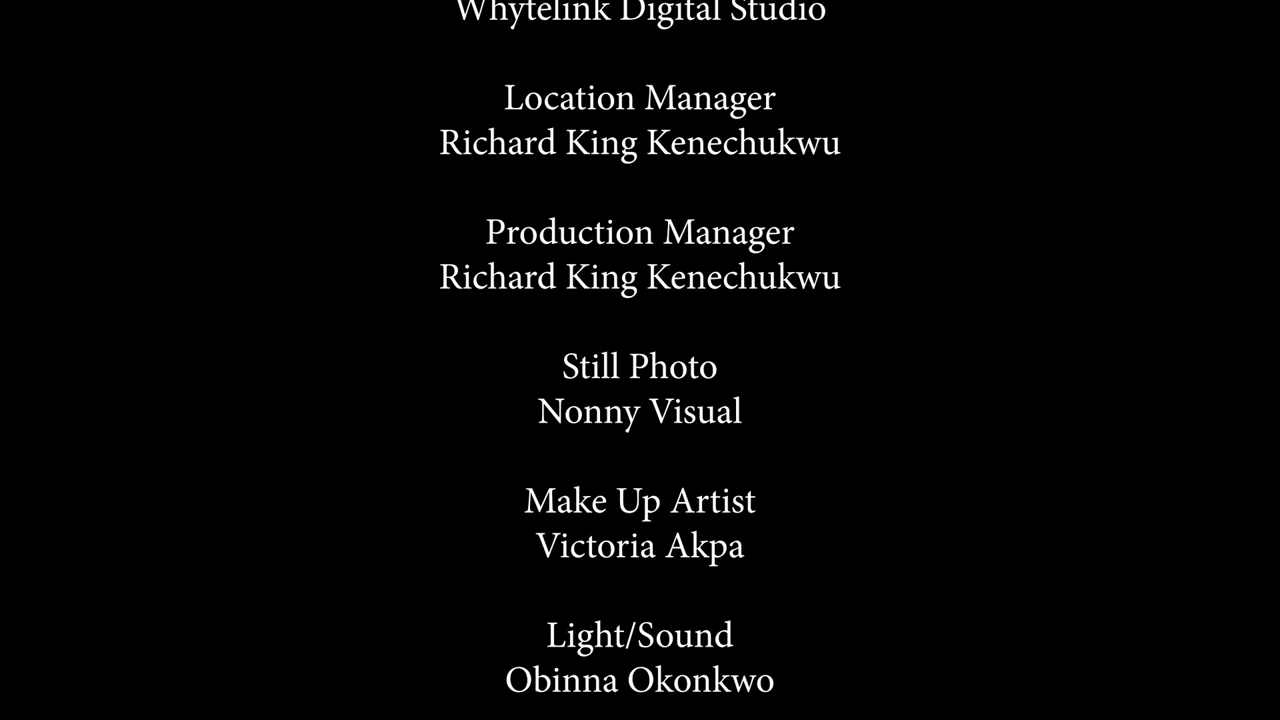 Whytelink Digital Studio
Location Manager
Richard King Kenechukwu
Production Manager
Richard King Kenechukwu
Still Photo
Nonny Visual
Make Up Artist
Victoria Akpa
Light/Sound
Obinna Okonkwo